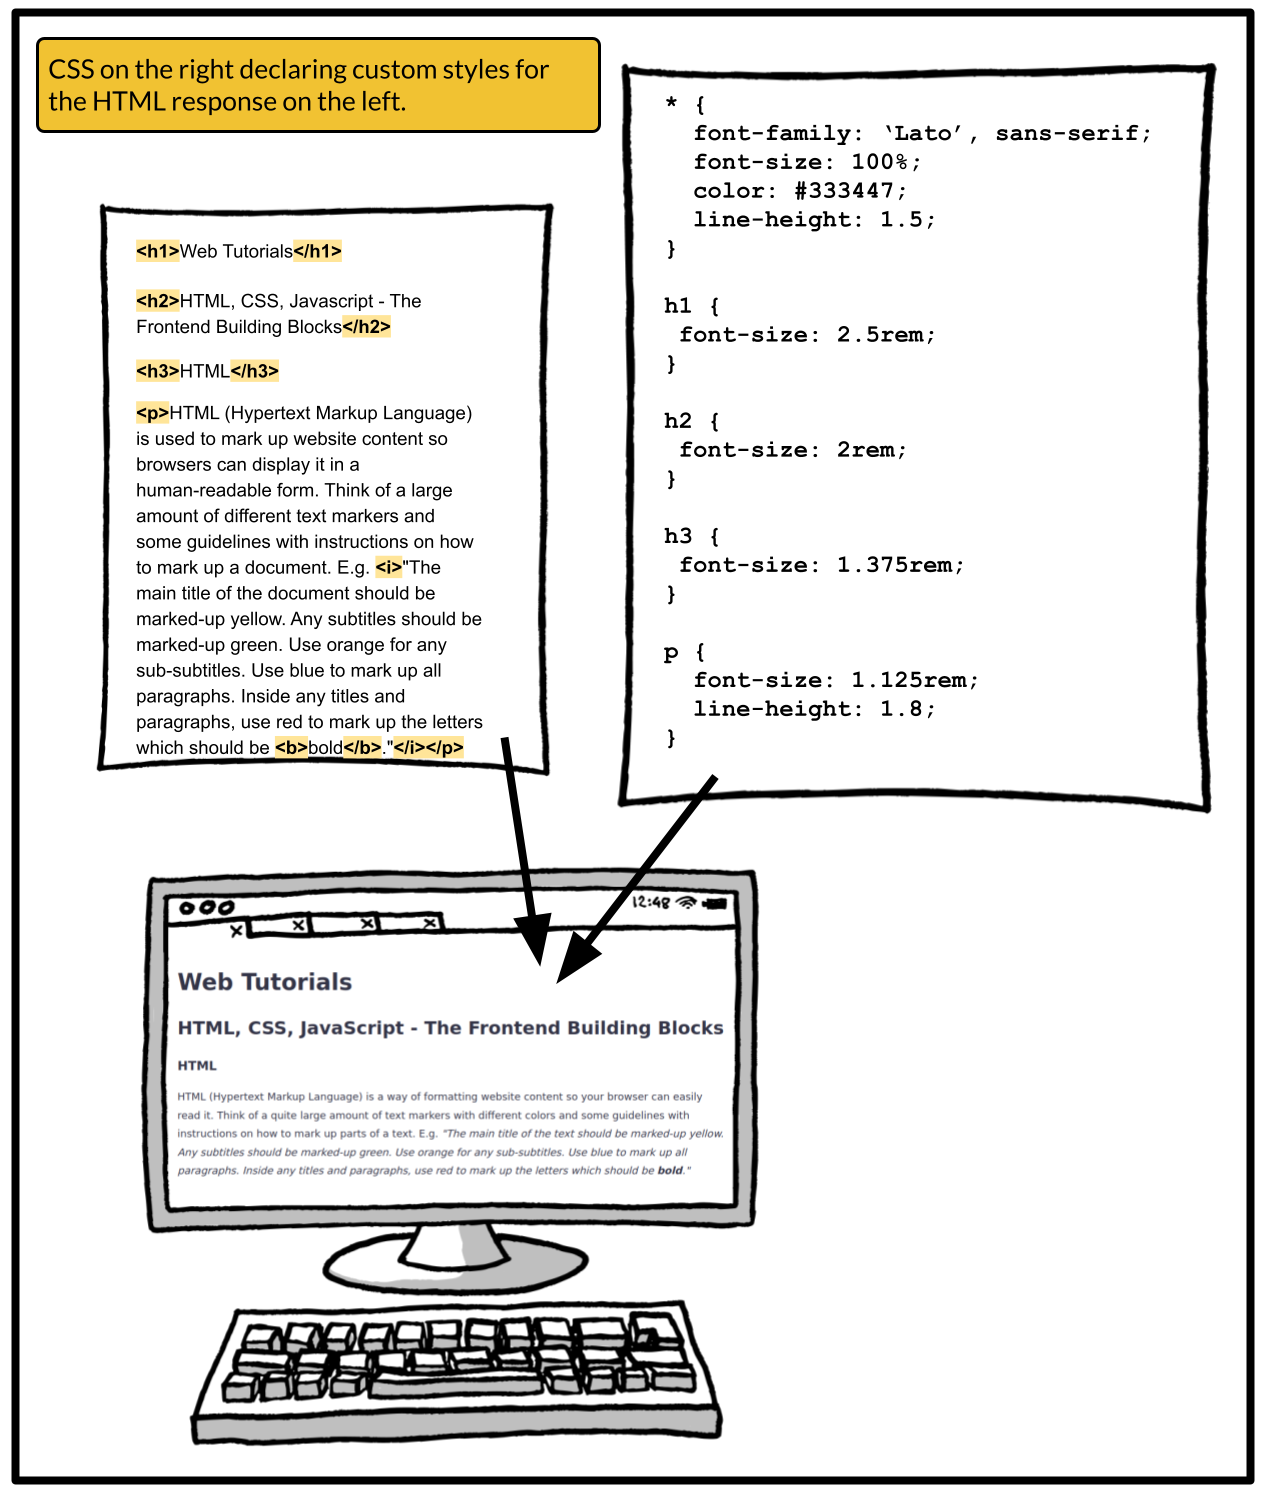 CSS on the right declaring custom styles for
the HTML response on the left.
<h1>Web Tutorials</h1>
<h2>HTML, CSS, Javascript - The
Frontend Building Blocks</h2>
<h3>HTML</h3>
<p>HTML (Hypertext Markup Language)
is used to mark up website content so
browsers can display it in a
human-readable form. Think of a large
amount of different text markers and
some guidelines with instructions on how
to mark up a document. E.g. <i>"The
main title of the document should be
marked-up yellow. Any subtitles should be
marked-up green. Use orange for any
sub-subtitles. Use blue to mark up all
paragraphs. Inside any titles and
paragraphs, use red to mark up the letters
which should be <b>bold</b>."</i></p>
* {
font-family: ‘Lato’, sans-serif;
font-size: 100%;
color: #333447;
line-height: 1.5;
}
h1 {
font-size: 2.5rem;
}
h2 {
font-size: 2rem;
}
h3 {
font-size: 1.375rem;
}
p {
font-size: 1.125rem;
line-height: 1.8;
}
12:48
x x x x
Web Tutorials
HTML, CSS, JavaScript - The Frontend Building Blocks
HTML
HTML (Hypertext Markup Language) is a way of formatting website content so your browser can easily
read it. Think of a quite large amount of text markers with different colors and some guidelines with
instructions on how to mark up parts of a text. E.g. "The main title of the text should be marked-up yellow.
Any subtitles should be marked-up green. Use orange for any sub-subtitles. Use blue to mark up all
paragraphs. Inside any titles and paragraphs, use red to mark up the letters which should be bold."